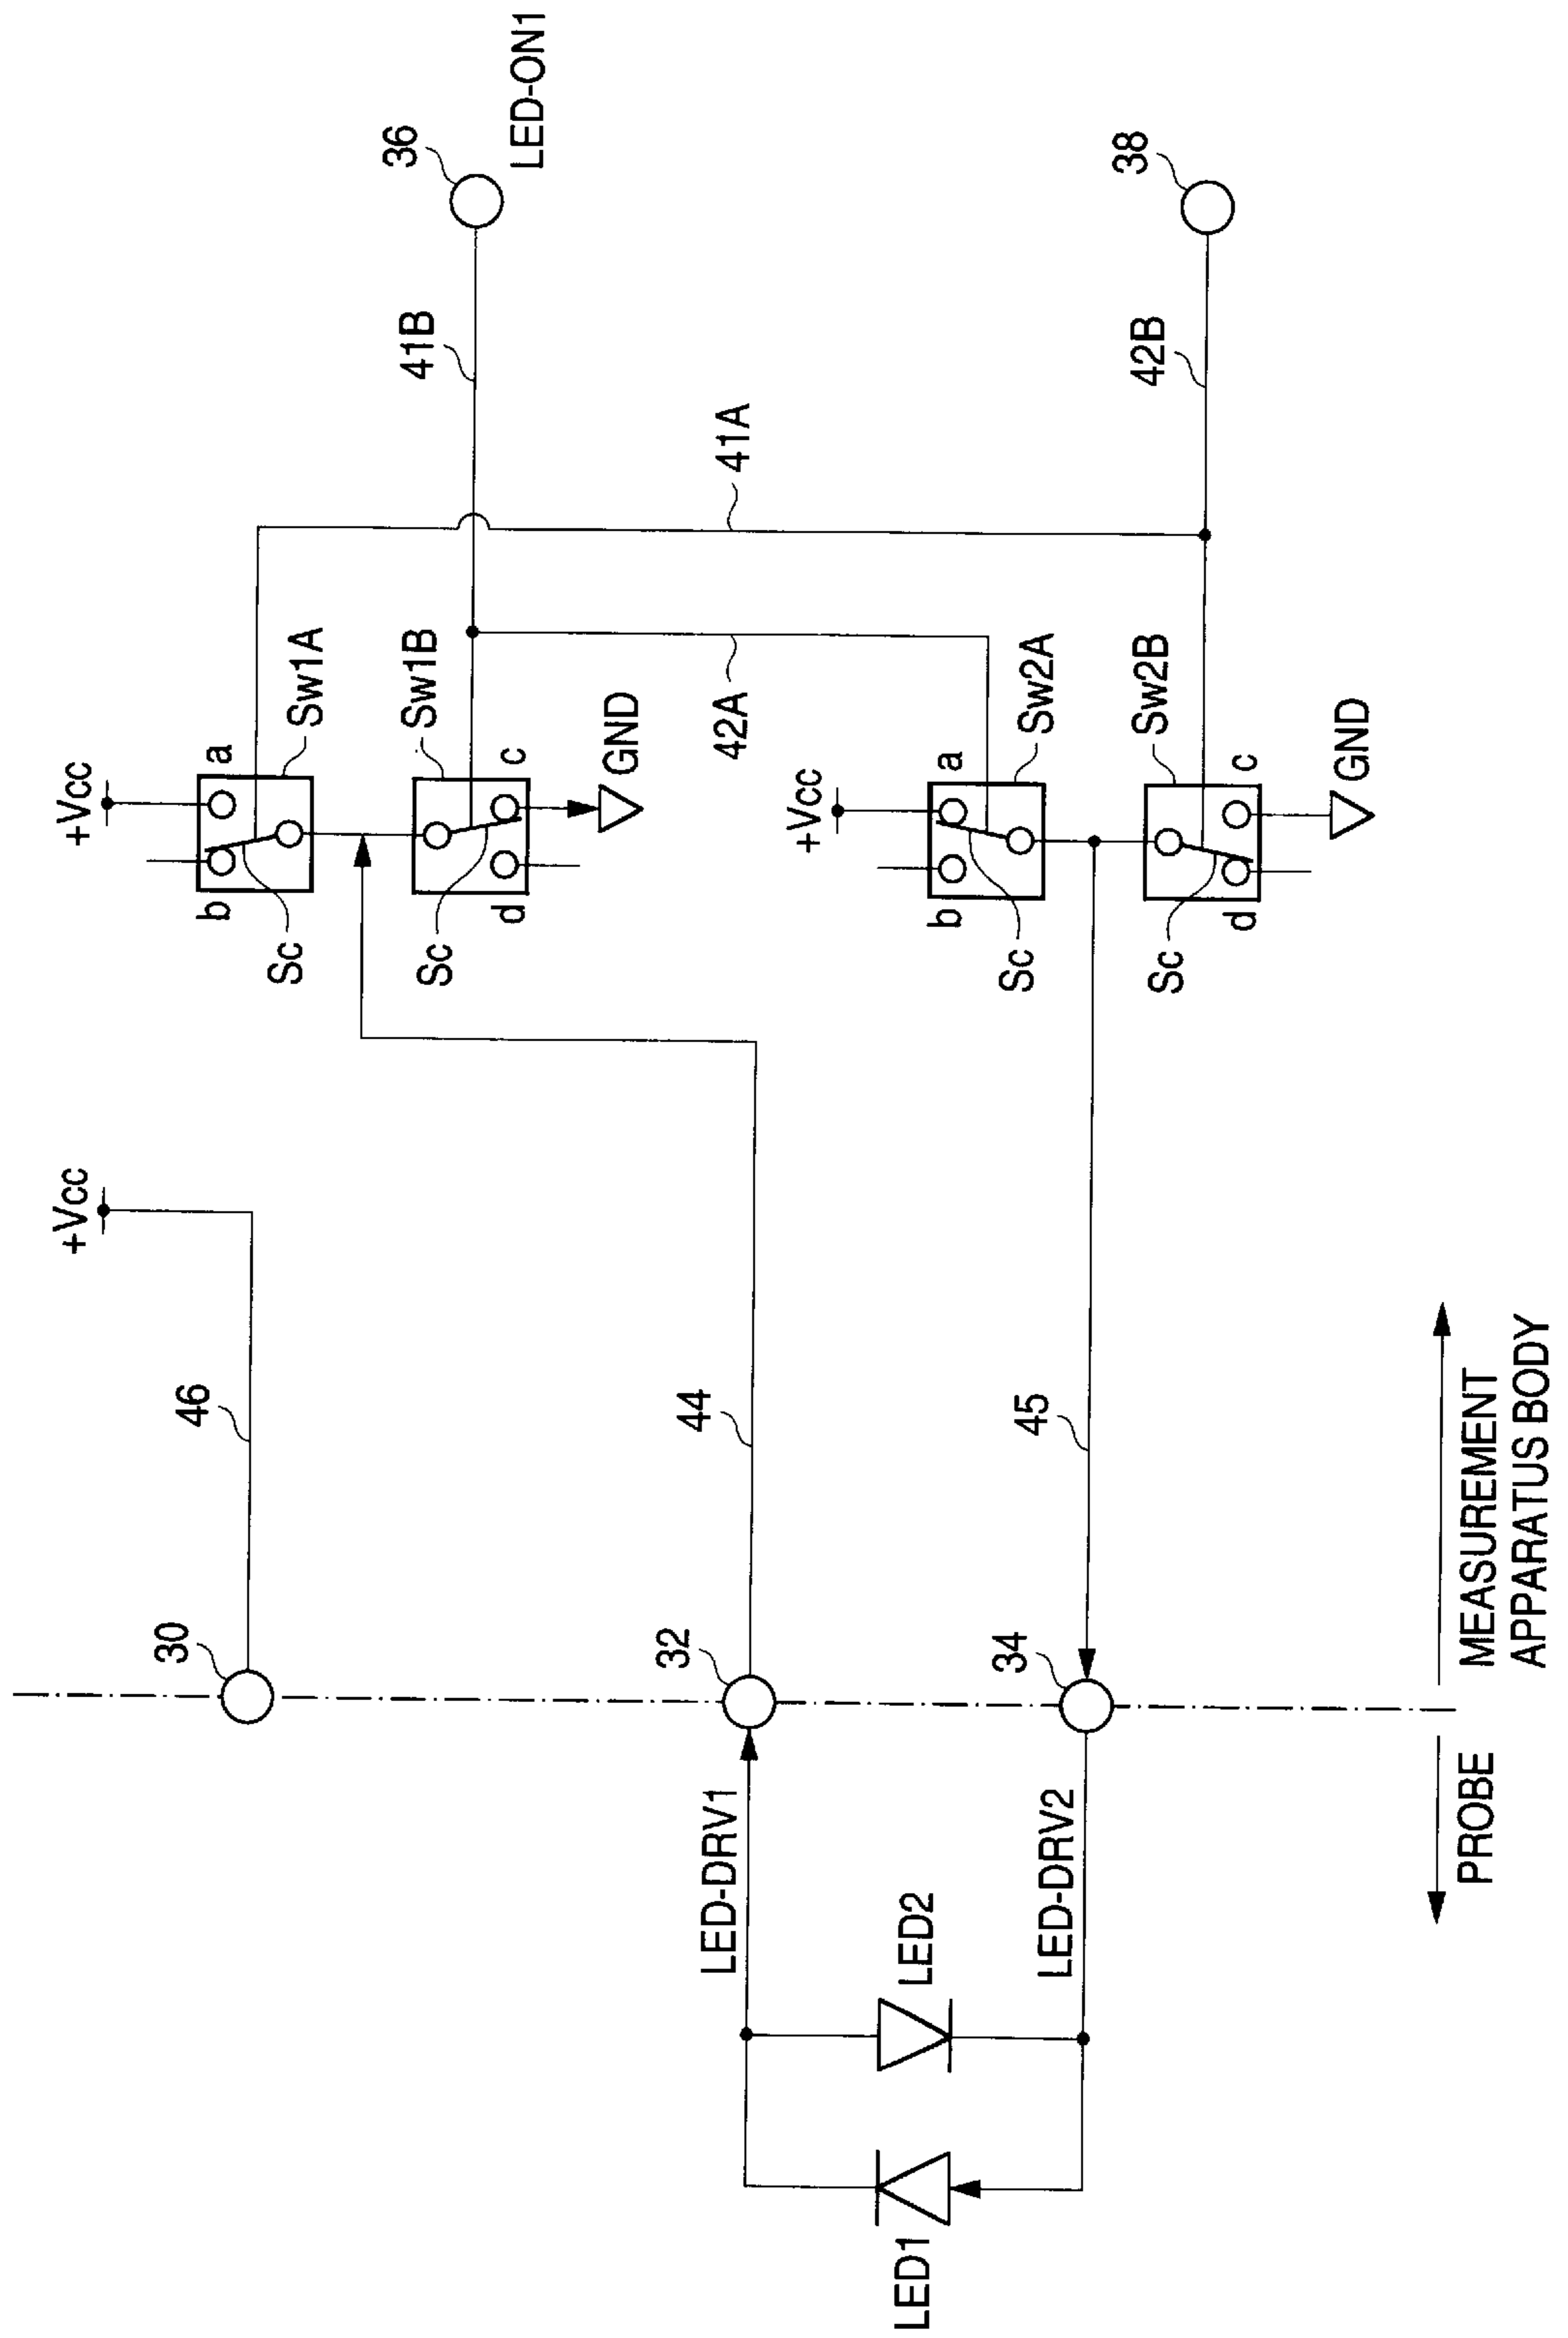 +Vcc
46
30
+Vcc
a
b
Sw1A
Sc
Sw1B
c
d
Sc
GND
41B
36
LED-ON1
41A
42A
+Vcc
a
b
Sw2A
Sc
Sw2B
c
d
Sc
GND
42B
38
44
32
LED-DRV1
45
34
LED-DRV2
LED2
LED1
PROBE
MEASUREMENT
APPARATUS BODY